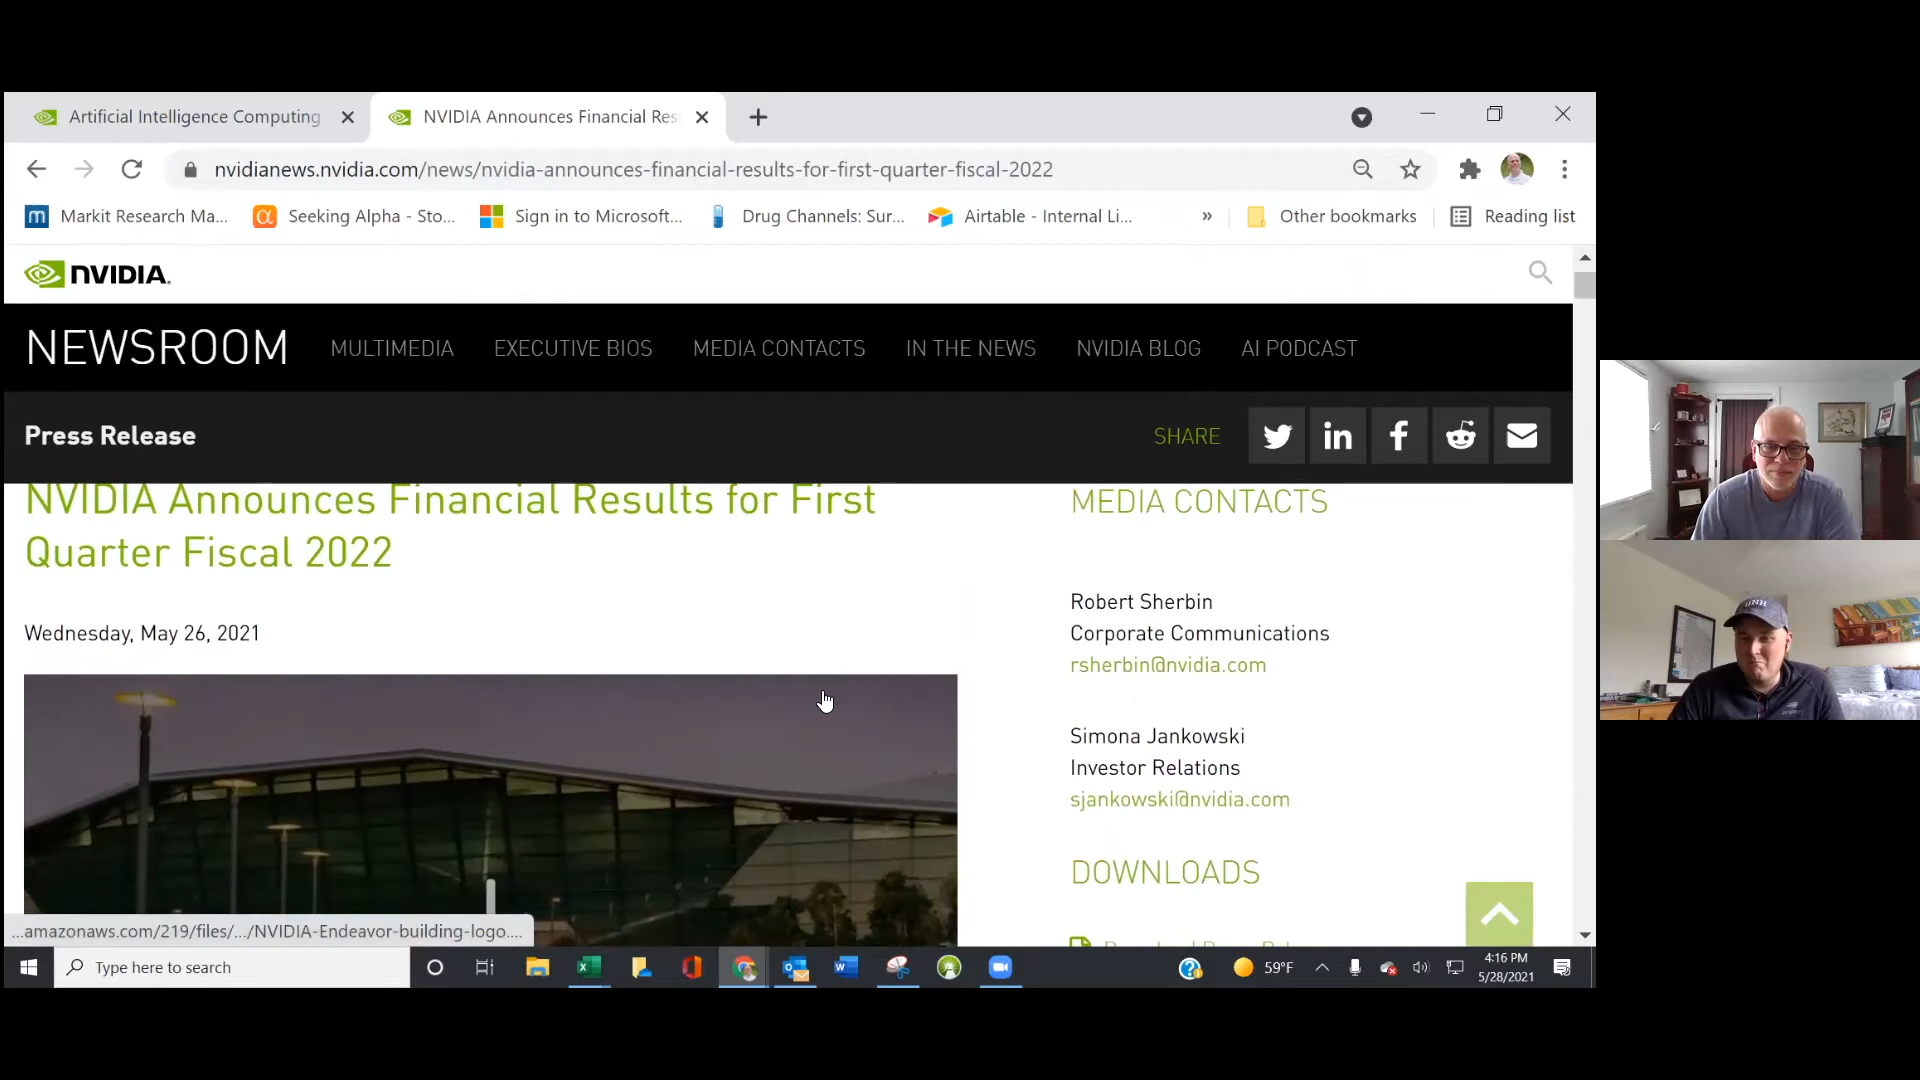 Artificial Intelligence Computing
NVIDIA Announces Financial Res
nvidianews.nvidia.com/news/nvidia-announces-financial-results-for-first-quarter-fiscal-2022
Markit Research Ma...
Seeking Alpha - Sto...
Sign in to Microsoft...
Drug Channels: Sur...
Airtable - Internal Li...
»
Other bookmarks
Reading list
NVIDIA.
NEWSROOM
MULTIMEDIA
EXECUTIVE BIOS
MEDIA CONTACTS
IN THE NEWS
NVIDIA BLOG
AI PODCAST
Press Release
SHARE
NVIDIA Announces Financial Results for First
Quarter Fiscal 2022
Wednesday, May 26, 2021
MEDIA CONTACTS
Robert Sherbin
Corporate Communications
rsherbin@nvidia.com
Simona Jankowski
Investor Relations
sjankowski@nvidia.com
DOWNLOADS
...amazonaws.com/219/files/.../NVIDIA-Endeavor-building-logo....
Type here to search
59°F
4:16 PM
5/28/2021
UNH